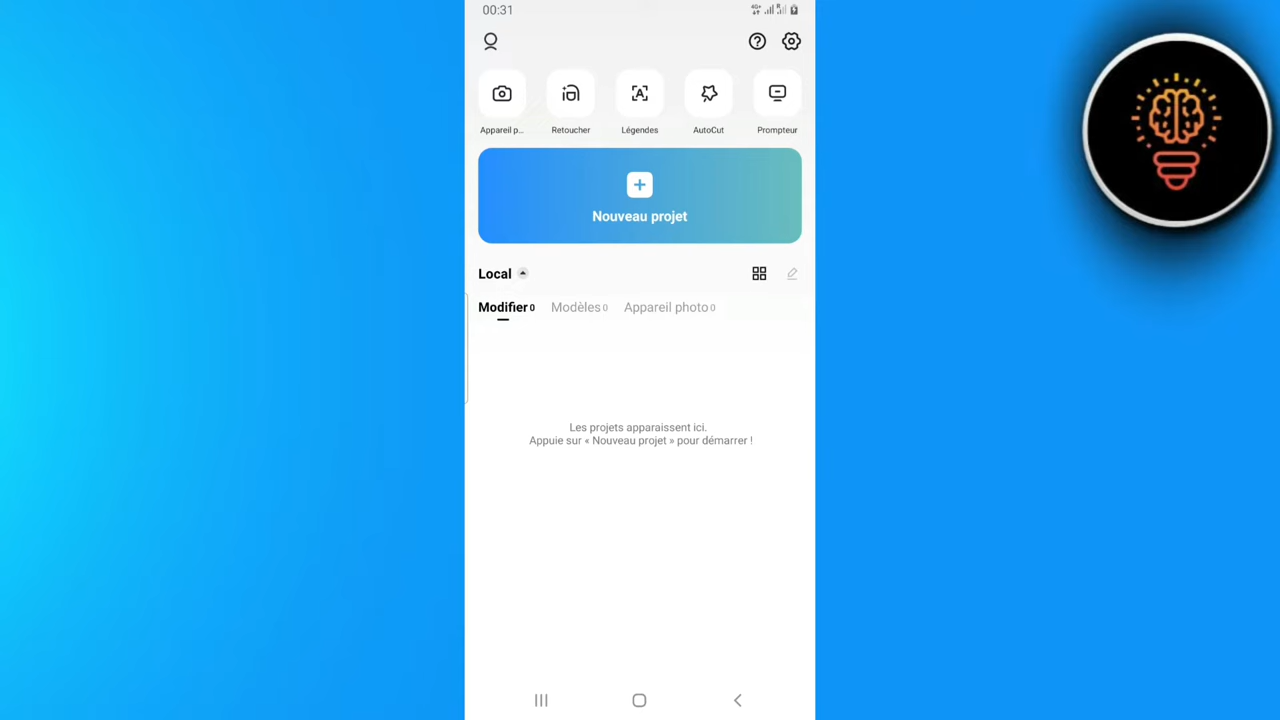 00:31
4G+ R
Appareil p...
Retoucher
Légendes
AutoCut
Prompteur
Nouveau projet
Local
Modifier 0
Modèles 0
Appareil photo 0
Les projets apparaissent ici.
Appuie sur « Nouveau projet » pour démarrer !